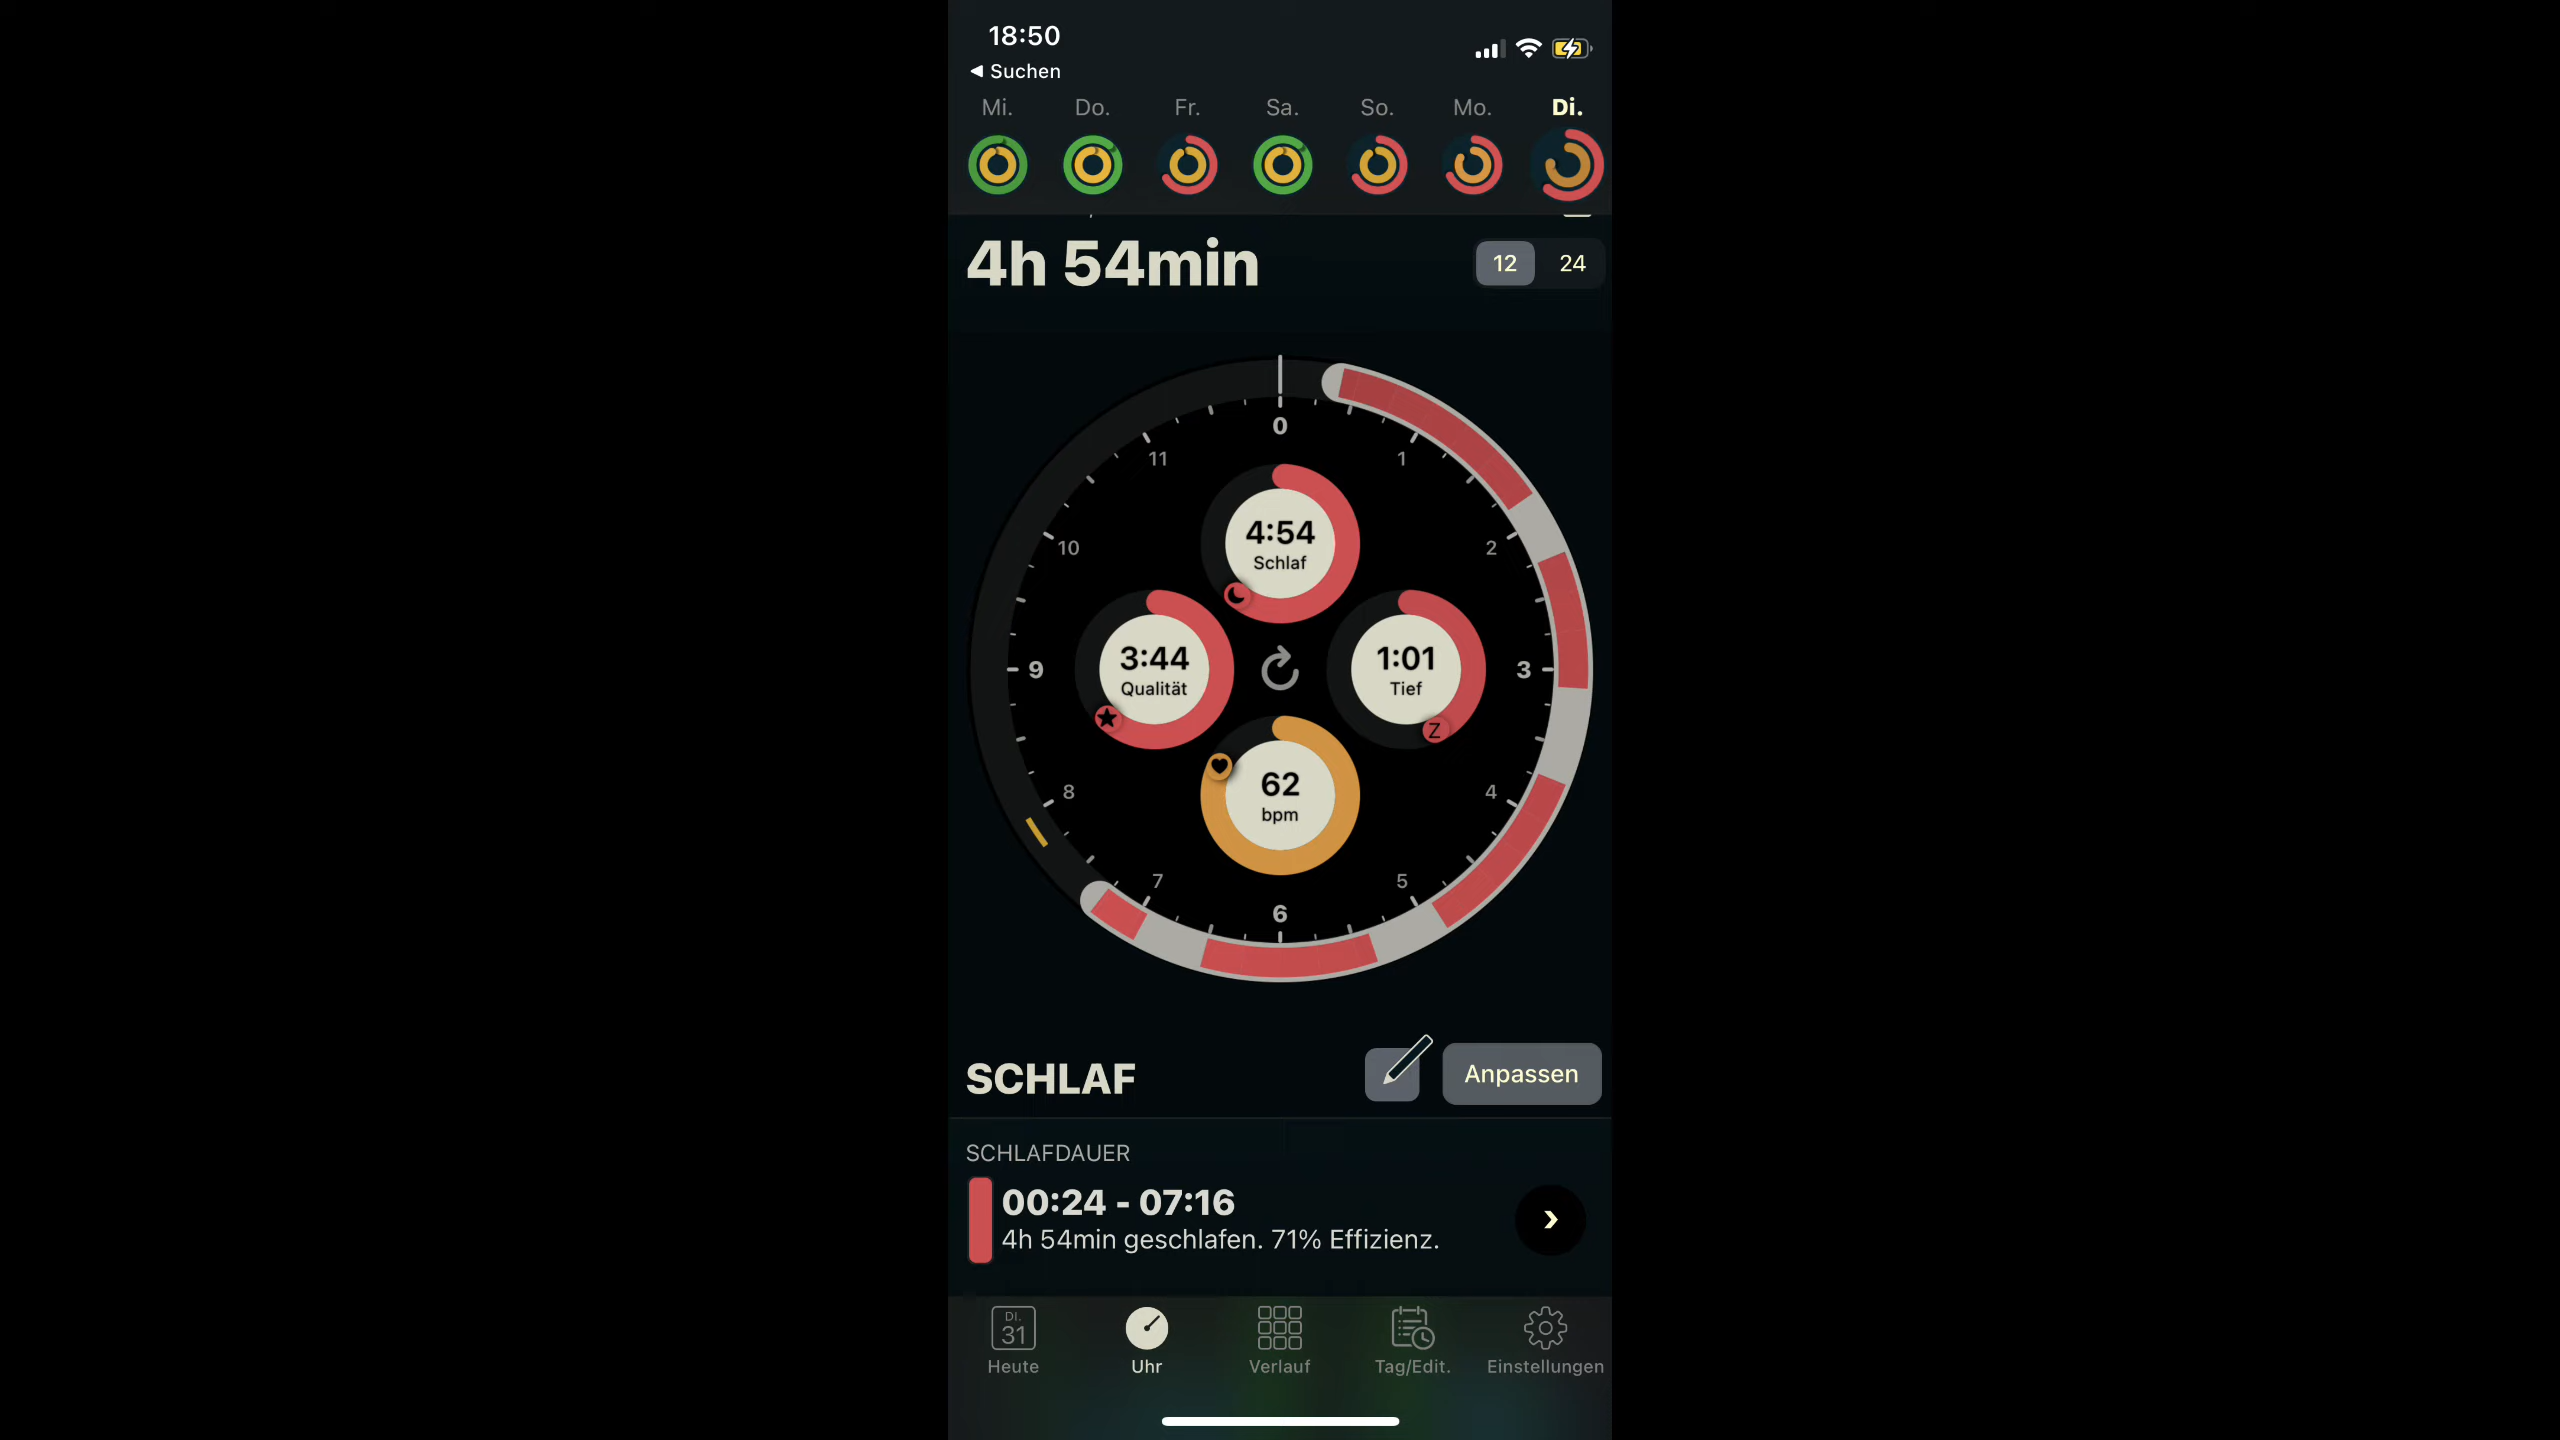 18:50
◀ Suchen
Mi. Do. Fr. Sa. So. Mo. Di.
4h 54min
12 24
0
11 1
10 2
9 3
8 4
7 5
6
4:54
Schlaf
3:44
Qualität
1:01
Tief
Z
62
bpm
SCHLAF
Anpassen
SCHLAFDAUER
00:24 - 07:16
4h 54min geschlafen. 71% Effizienz.
DI.
31
Heute Uhr Verlauf Tag/Edit. Einstellungen